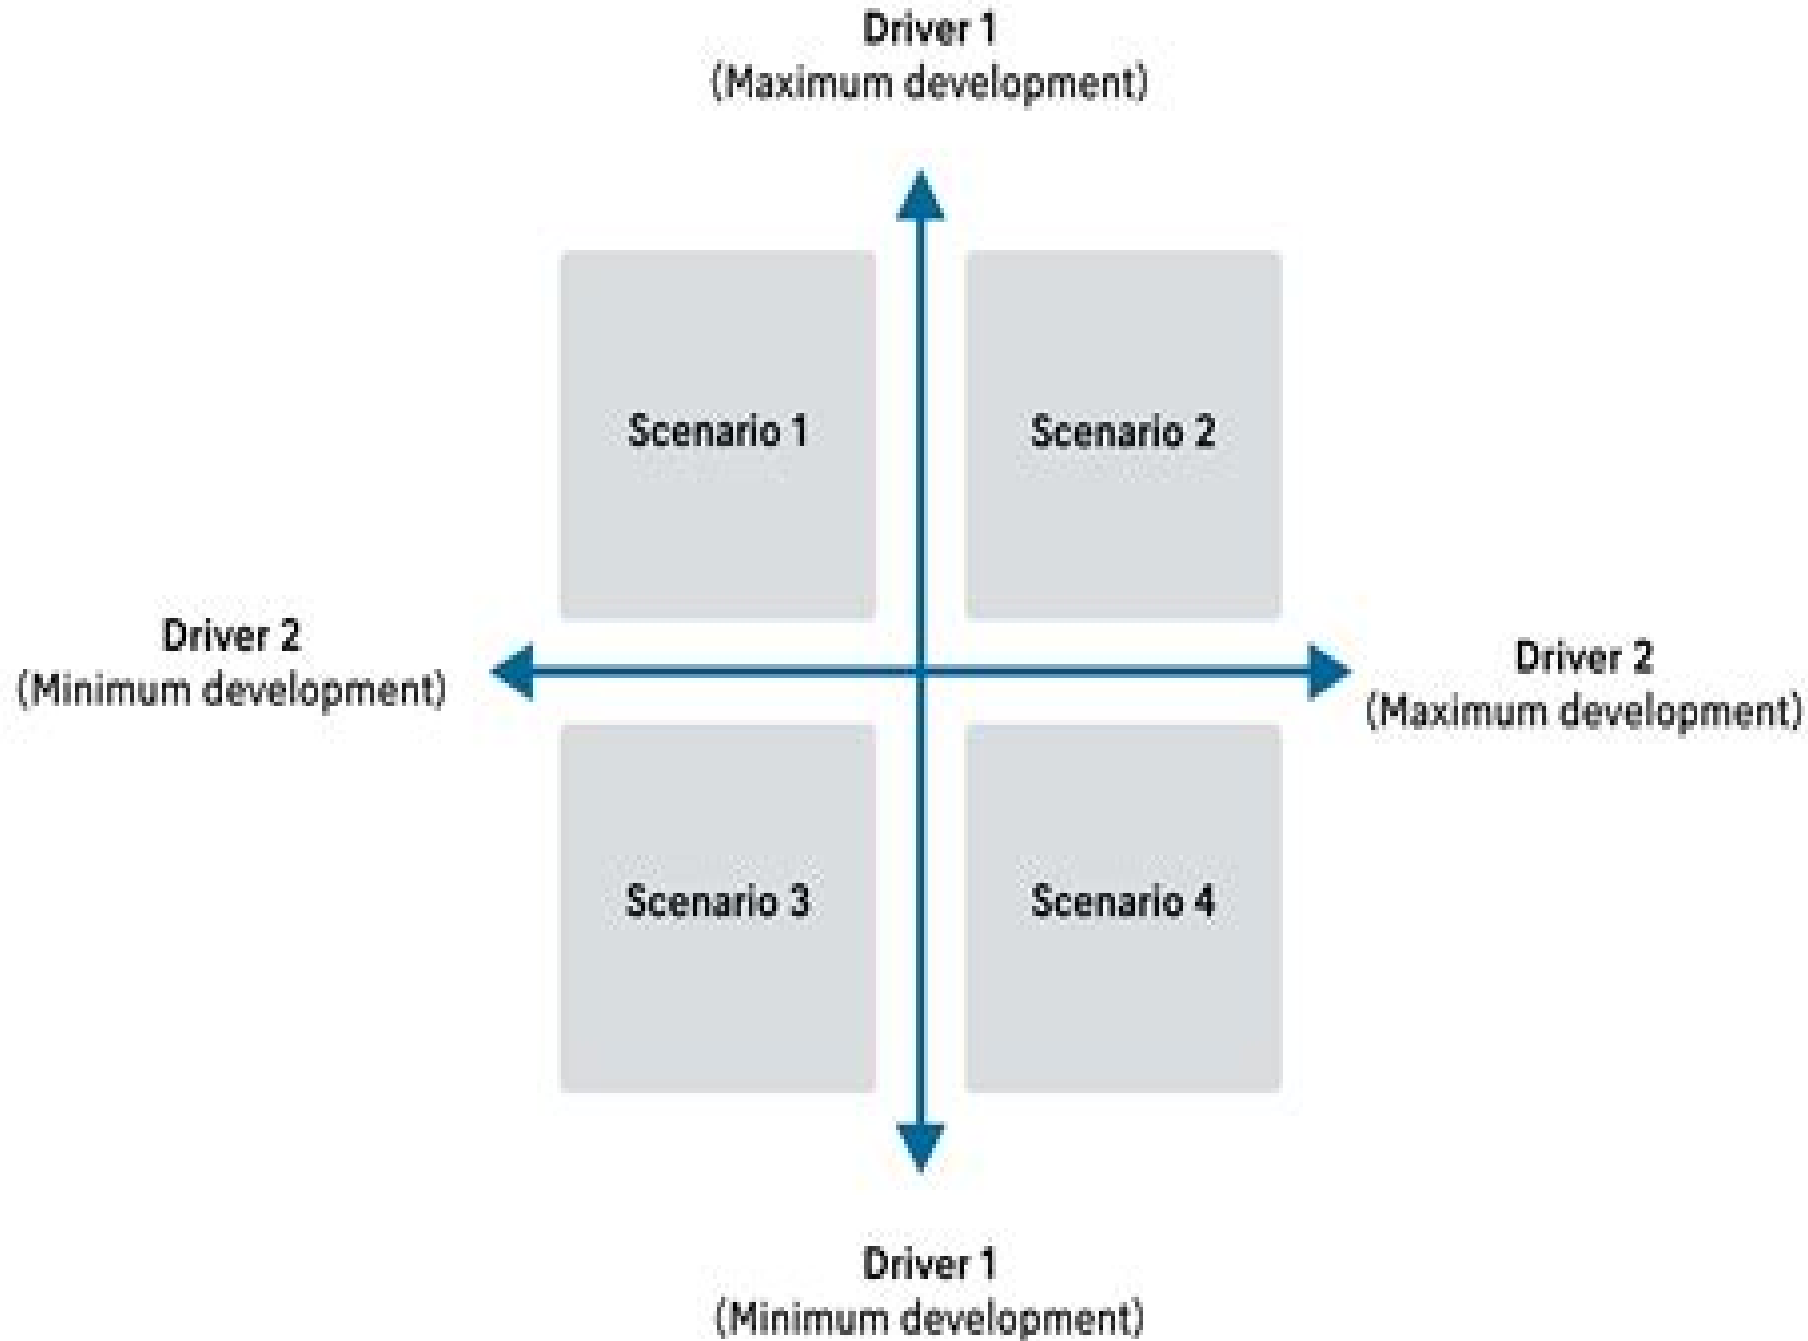 Driver 1
(Maximum development)
Scenario 1
Scenario 2
Driver 2
(Minimum development)
Driver 2
(Maximum development)
Scenario 3
Scenario 4
Driver 1
(Minimum development)